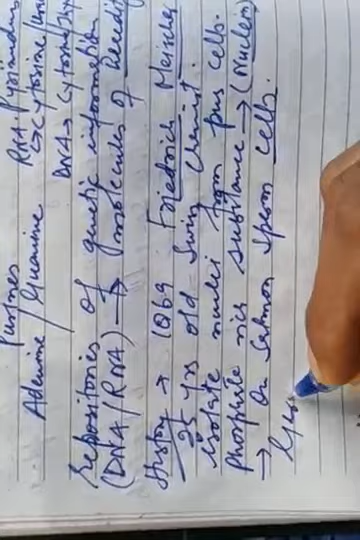 Purines RNA Pyrimidines
Adenine/Guanine → Cytosine/
DNA → Cytosine/
Repositories of genetic information
(DNA/RNA) → molecules of heredity
History → 1869 Friedrich Meischer
25 yrs old Swiss Chemist.
isolate nuclei from pus cells.
Phosphate rich substance → (Nuclein)
→ On Salmon sperm cells.